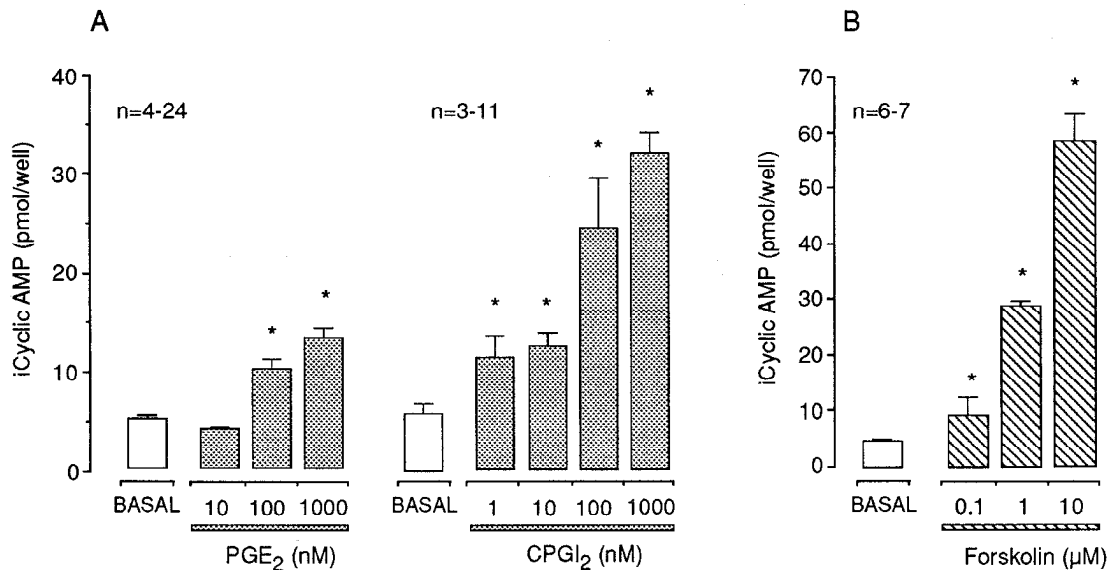 A
B
iCyclic AMP (pmol/well)
40
30
20
10
0
n=4-24
n=3-11
*
*
*
*
*
*
BASAL
10
100
1000
PGE2 (nM)
BASAL
1
10
100
1000
CPGI2 (nM)
iCyclic AMP (pmol/well)
70
60
50
40
30
20
10
0
n=6-7
*
*
*
BASAL
0.1
1
10
Forskolin (μM)